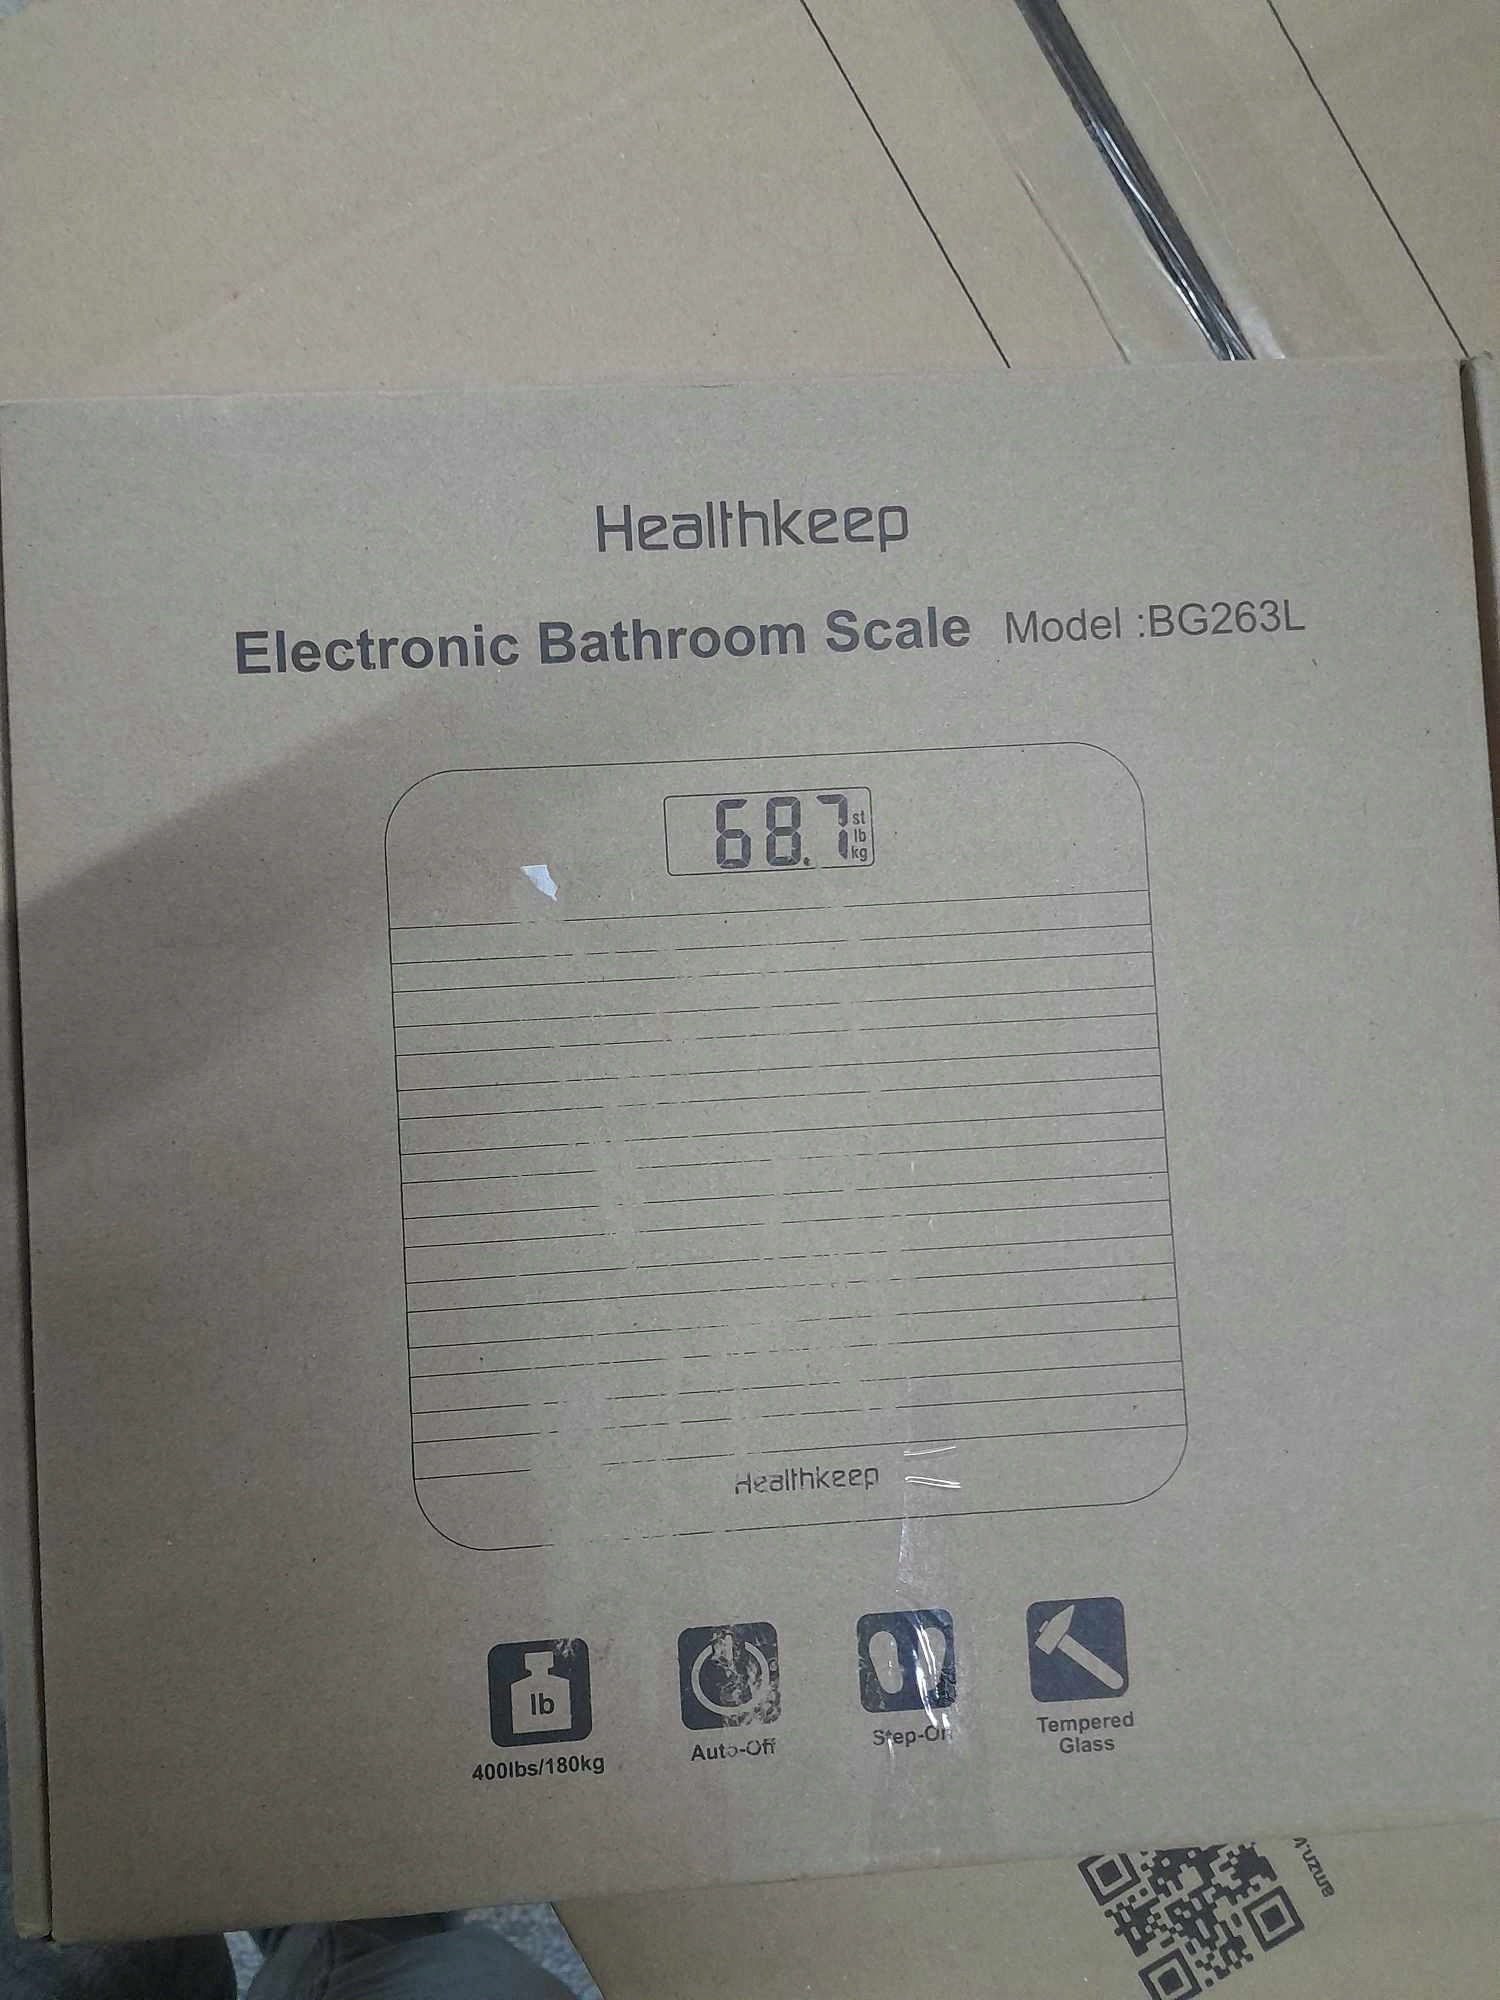 Healthkeep
Electronic Bathroom Scale Model :BG263L
68.7
st
lb
kg
Healthkeep
lb
400lbs/180kg
Auto-Off
Step-On
Tempered
Glass